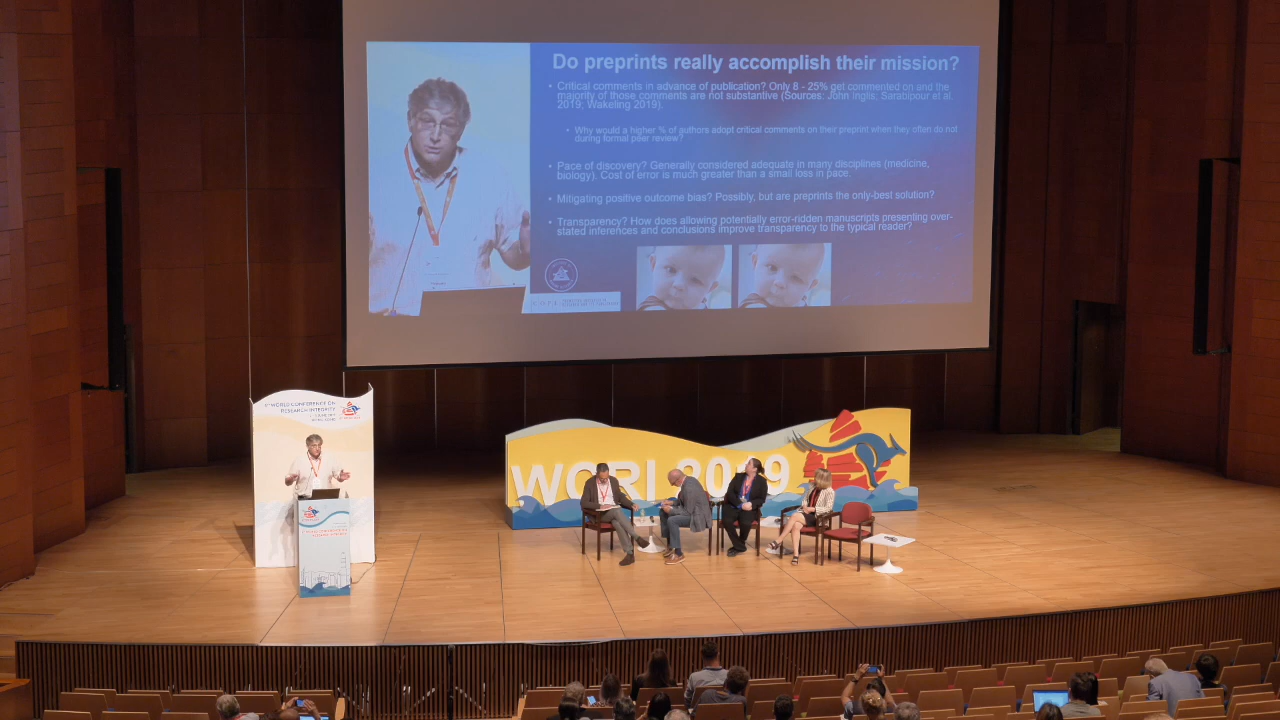 Do preprints really accomplish their mission?
• Critical comments in advance of publication? Only 8 - 25% get commented on and the
majority of those comments are not substantive (Sources: John Inglis; Sarabipour et al.
2019; Wakeling 2019).
• Why would a higher % of authors adopt critical comments on their preprint when they often do not
during formal peer review?
• Pace of discovery? Generally considered adequate in many disciplines (medicine,
biology). Cost of error is much greater than a small loss in pace.
• Mitigating positive outcome bias? Possibly, but are preprints the only-best solution?
• Transparency? How does allowing potentially error-ridden manuscripts presenting over-
stated inferences and conclusions improve transparency to the typical reader?
WORLD CONFERENCE ON
RESEARCH INTEGRITY
WCRI 2019